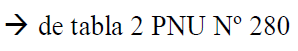 → de tabla 2 PNU Nº 280